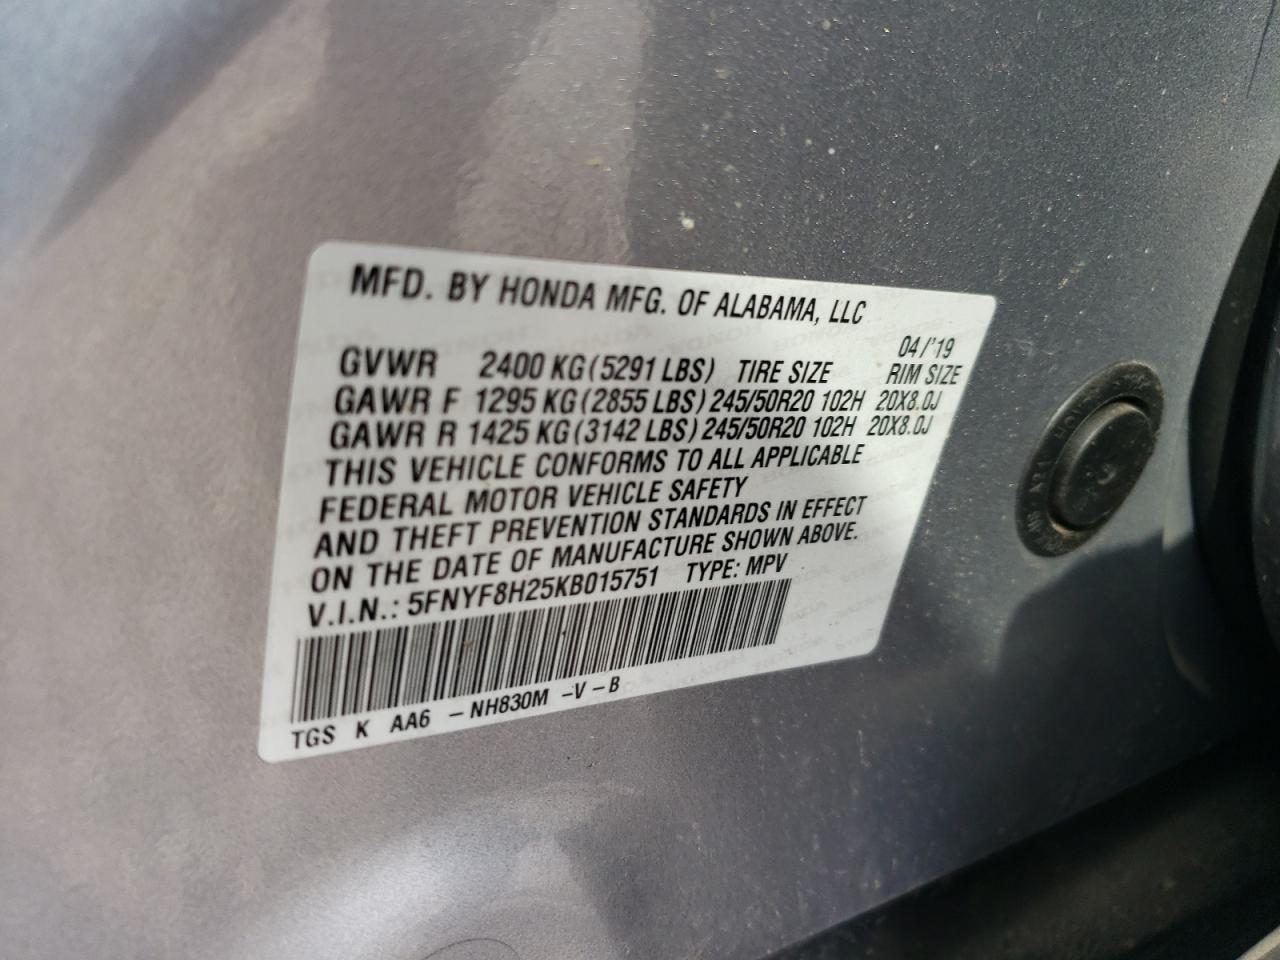 MFD. BY HONDA MFG. OF ALABAMA, LLC
04/'19
GVWR 2400 KG(5291 LBS) TIRE SIZE RIM SIZE
GAWR F 1295 KG(2855 LBS) 245/50R20 102H 20X8.0J
GAWR R 1425 KG(3142 LBS) 245/50R20 102H 20X8.0J
THIS VEHICLE CONFORMS TO ALL APPLICABLE
FEDERAL MOTOR VEHICLE SAFETY
AND THEFT PREVENTION STANDARDS IN EFFECT
ON THE DATE OF MANUFACTURE SHOWN ABOVE.
V.I.N.: 5FNYF8H25KB015751 TYPE: MPV
TGS K AA6 -NH830M -V-B